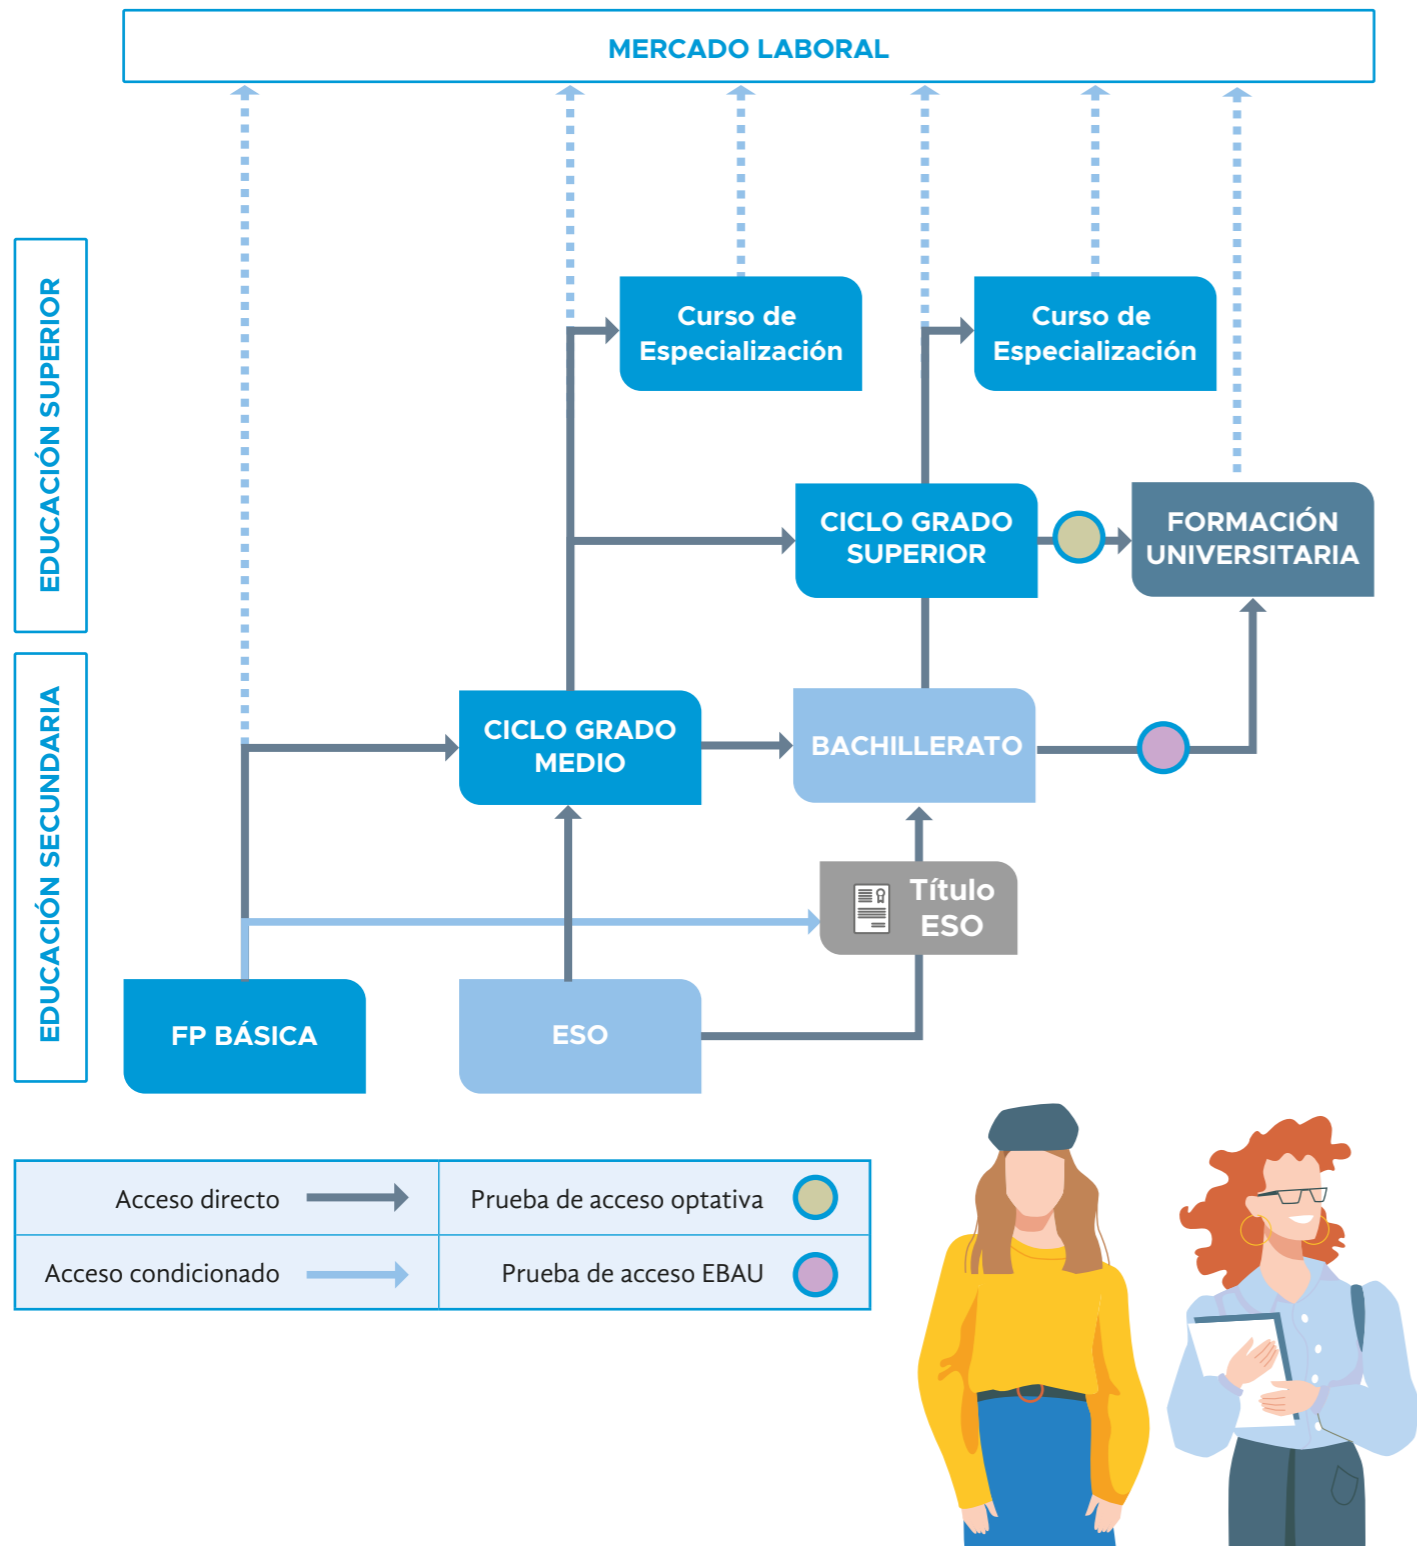 MERCADO LABORAL
EDUCACIÓN SUPERIOR
Curso de
Especialización
Curso de
Especialización
CICLO GRADO
SUPERIOR
FORMACIÓN
UNIVERSITARIA
EDUCACIÓN SECUNDARIA
CICLO GRADO
MEDIO
BACHILLERATO
Título
ESO
FP BÁSICA
ESO
Acceso directo
Prueba de acceso optativa
Acceso condicionado
Prueba de acceso EBAU